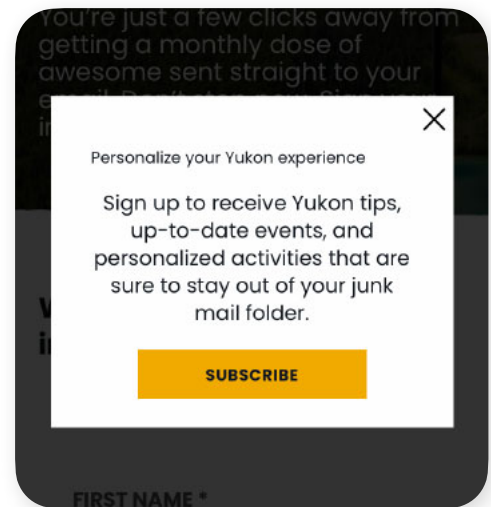 You're just a few clicks away from
getting a monthly dose of
awesome sent straight to your
Personalize your Yukon experience
Sign up to receive Yukon tips,
up-to-date events, and
personalized activities that are
sure to stay out of your junk
mail folder.
SUBSCRIBE
FIRST NAME *